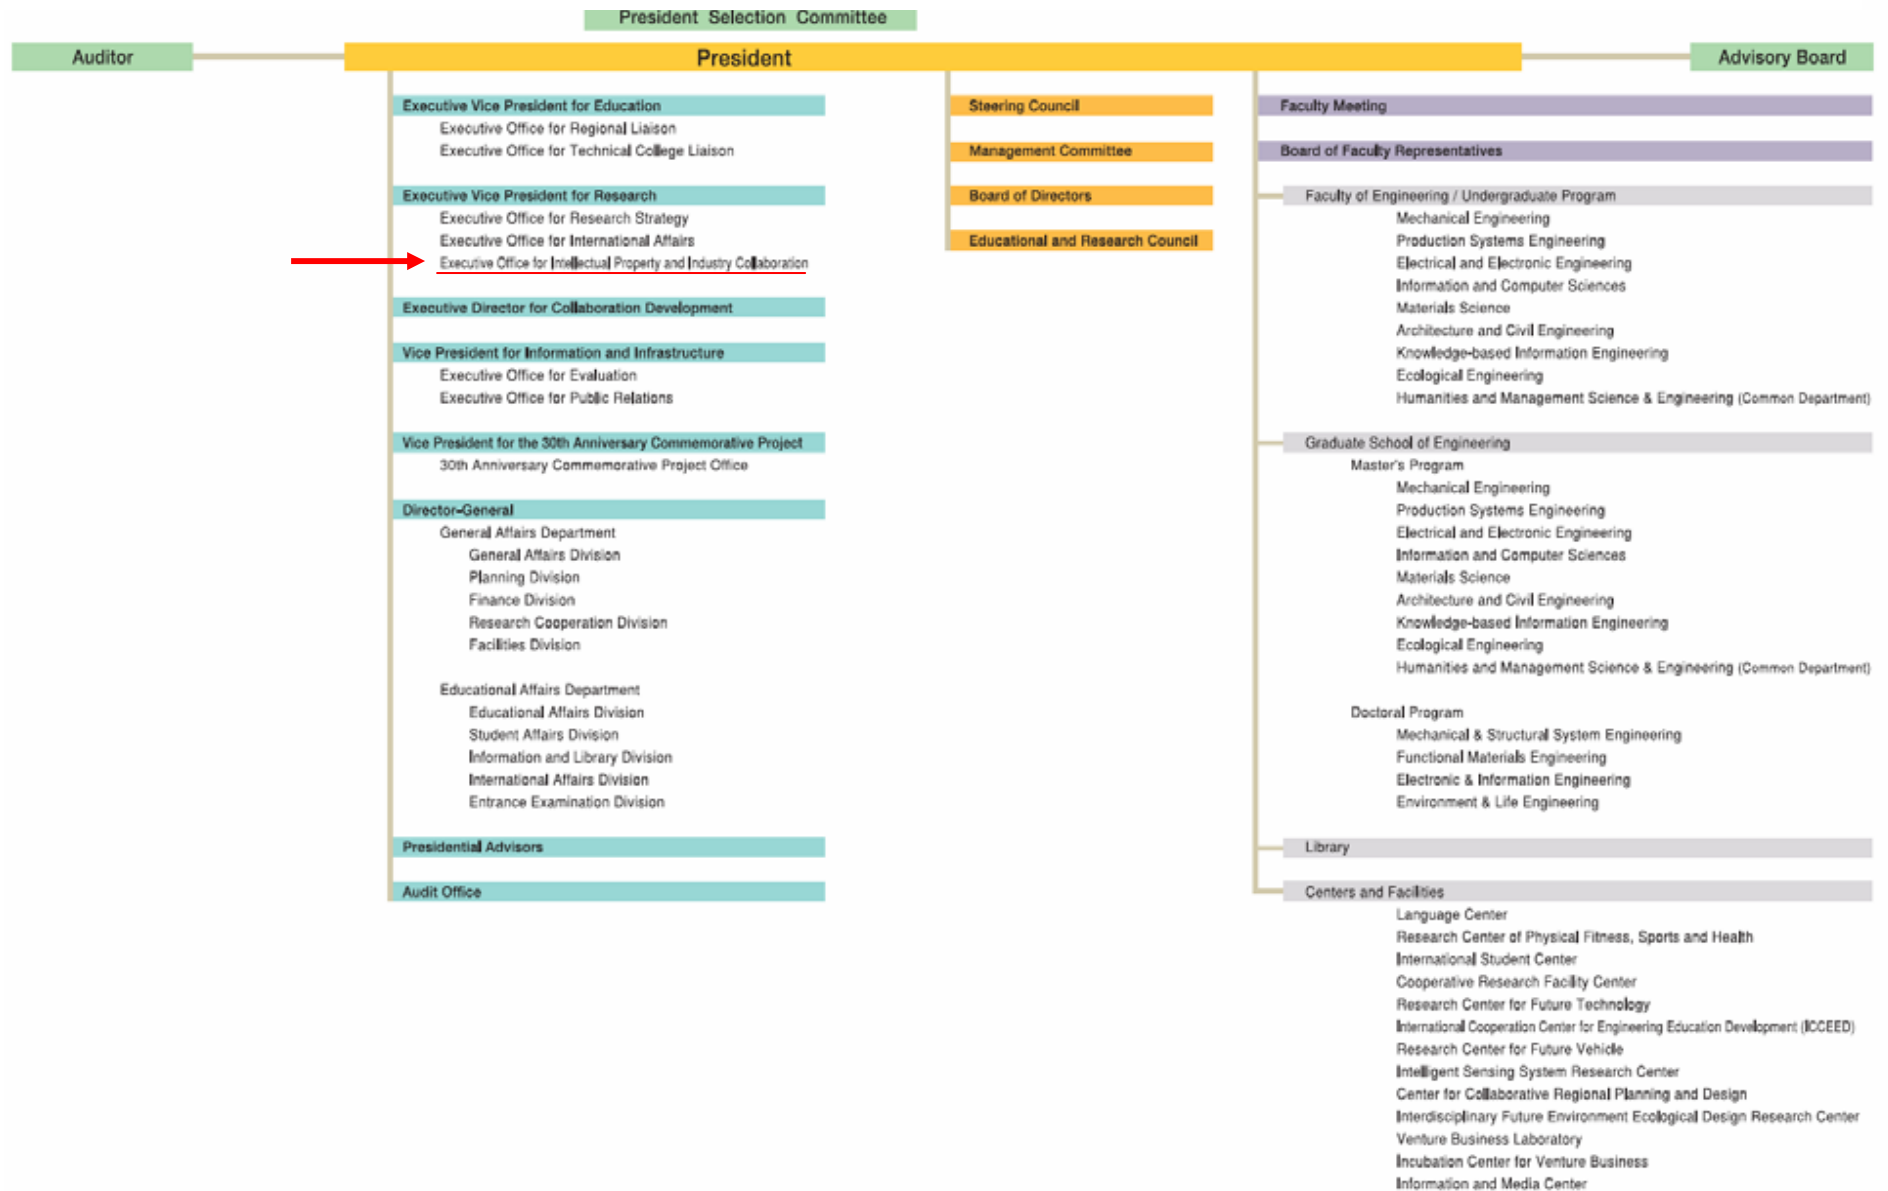 President Selection Committee
Auditor
President
Advisory Board
Executive Vice President for Education
Executive Office for Regional Liaison
Executive Office for Technical College Liaison
Executive Vice President for Research
Executive Office for Research Strategy
Executive Office for International Affairs
Executive Office for Intellectual Property and Industry Collaboration
Executive Director for Collaboration Development
Vice President for Information and Infrastructure
Executive Office for Evaluation
Executive Office for Public Relations
Vice President for the 30th Anniversary Commemorative Project
30th Anniversary Commemorative Project Office
Director-General
General Affairs Department
General Affairs Division
Planning Division
Finance Division
Research Cooperation Division
Facilities Division
Educational Affairs Department
Educational Affairs Division
Student Affairs Division
Information and Library Division
International Affairs Division
Entrance Examination Division
Presidential Advisors
Audit Office
Steering Council
Management Committee
Board of Directors
Educational and Research Council
Faculty Meeting
Board of Faculty Representatives
Faculty of Engineering / Undergraduate Program
Mechanical Engineering
Production Systems Engineering
Electrical and Electronic Engineering
Information and Computer Sciences
Materials Science
Architecture and Civil Engineering
Knowledge-based Information Engineering
Ecological Engineering
Humanities and Management Science & Engineering (Common Department)
Graduate School of Engineering
Master's Program
Mechanical Engineering
Production Systems Engineering
Electrical and Electronic Engineering
Information and Computer Sciences
Materials Science
Architecture and Civil Engineering
Knowledge-based Information Engineering
Ecological Engineering
Humanities and Management Science & Engineering (Common Department)
Doctoral Program
Mechanical & Structural System Engineering
Functional Materials Engineering
Electronic & Information Engineering
Environment & Life Engineering
Library
Centers and Facilities
Language Center
Research Center of Physical Fitness, Sports and Health
International Student Center
Cooperative Research Facility Center
Research Center for Future Technology
International Cooperation Center for Engineering Education Development (ICCEED)
Research Center for Future Vehicle
Intelligent Sensing System Research Center
Center for Collaborative Regional Planning and Design
Interdisciplinary Future Environment Ecological Design Research Center
Venture Business Laboratory
Incubation Center for Venture Business
Information and Media Center